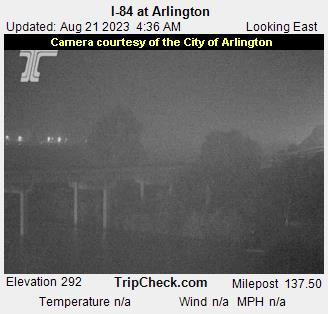 I-84 at Arlington
Updated: Aug 21 2023 4:36 AM Looking East
Camera courtesy of the City of Arlington
Elevation 292 TripCheck.com Milepost 137.50
Temperature n/a Wind n/a MPH n/a